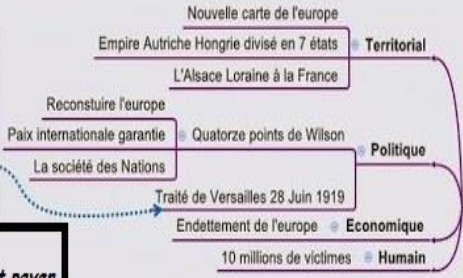 Nouvelle carte de l'europe
Empire Autriche Hongrie divisé en 7 états
Territorial
L'Alsace Loraine à la France
Reconstuire l'europe
Paix internationale garantie
Quatorze points de Wilson
Politique
La société des Nations
Traité de Versailles 28 Juin 1919
Endettement de l'europe
Economique
10 millions de victimes
Humain
payer